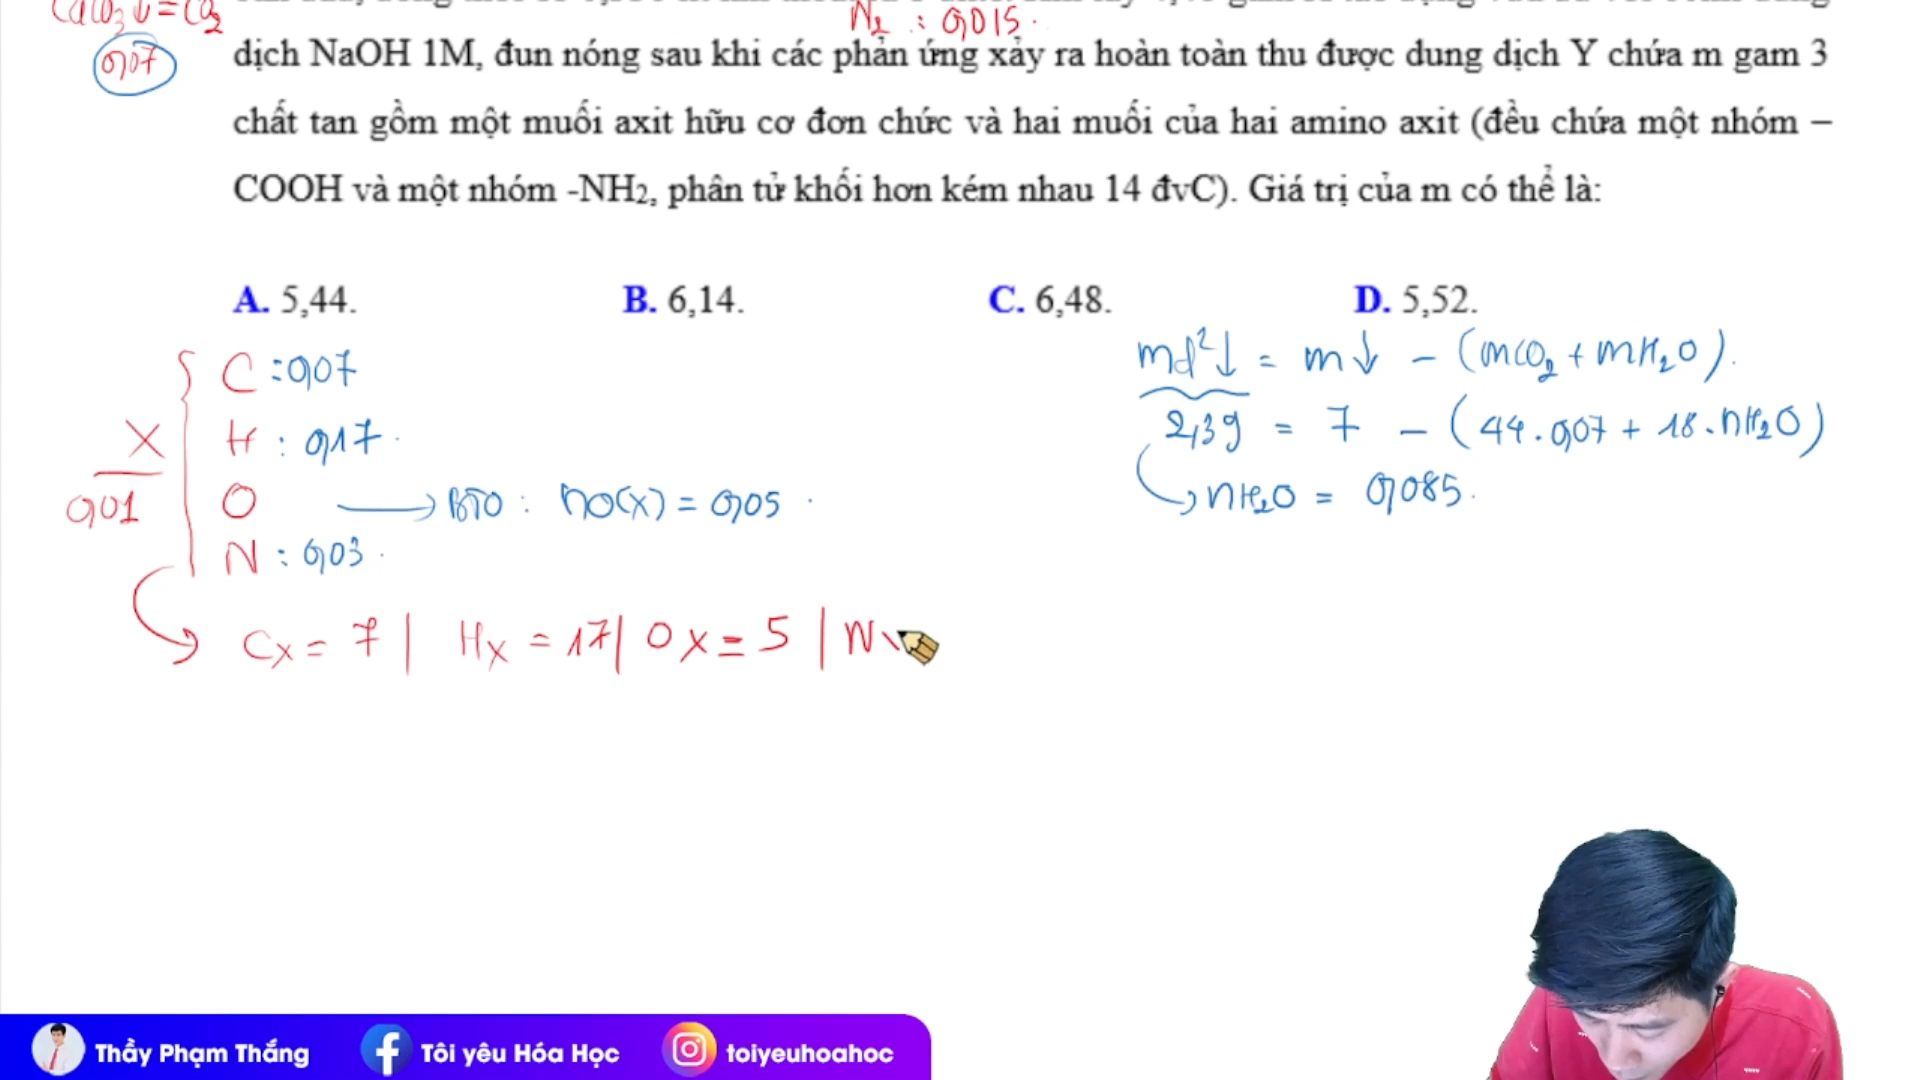 CaCO3↓ = CO2
0,07
N2 : 0,015.
dịch NaOH 1M, đun nóng sau khi các phản ứng xảy ra hoàn toàn thu được dung dịch Y chứa m gam 3
chất tan gồm một muối axit hữu cơ đơn chức và hai muối của hai amino axit (đều chứa một nhóm –
COOH và một nhóm -NH2, phân tử khối hơn kém nhau 14 đvC). Giá trị của m có thể là:
A. 5,44. B. 6,14. C. 6,48. D. 5,52.
md²↓ = m↓ – (mCO2 + mH2O).
2,39 = 7 – (44.0,07 + 18.nH2O)
nH2O = 0,085.
X
0,01
C : 0,07
H : 0,17.
O → BTO : nO(X) = 0,05.
N : 0,03.
CX = 7 | HX = 17 | OX = 5 | N
Thầy Phạm Thắng Tôi yêu Hóa Học toiyeuhoahoc